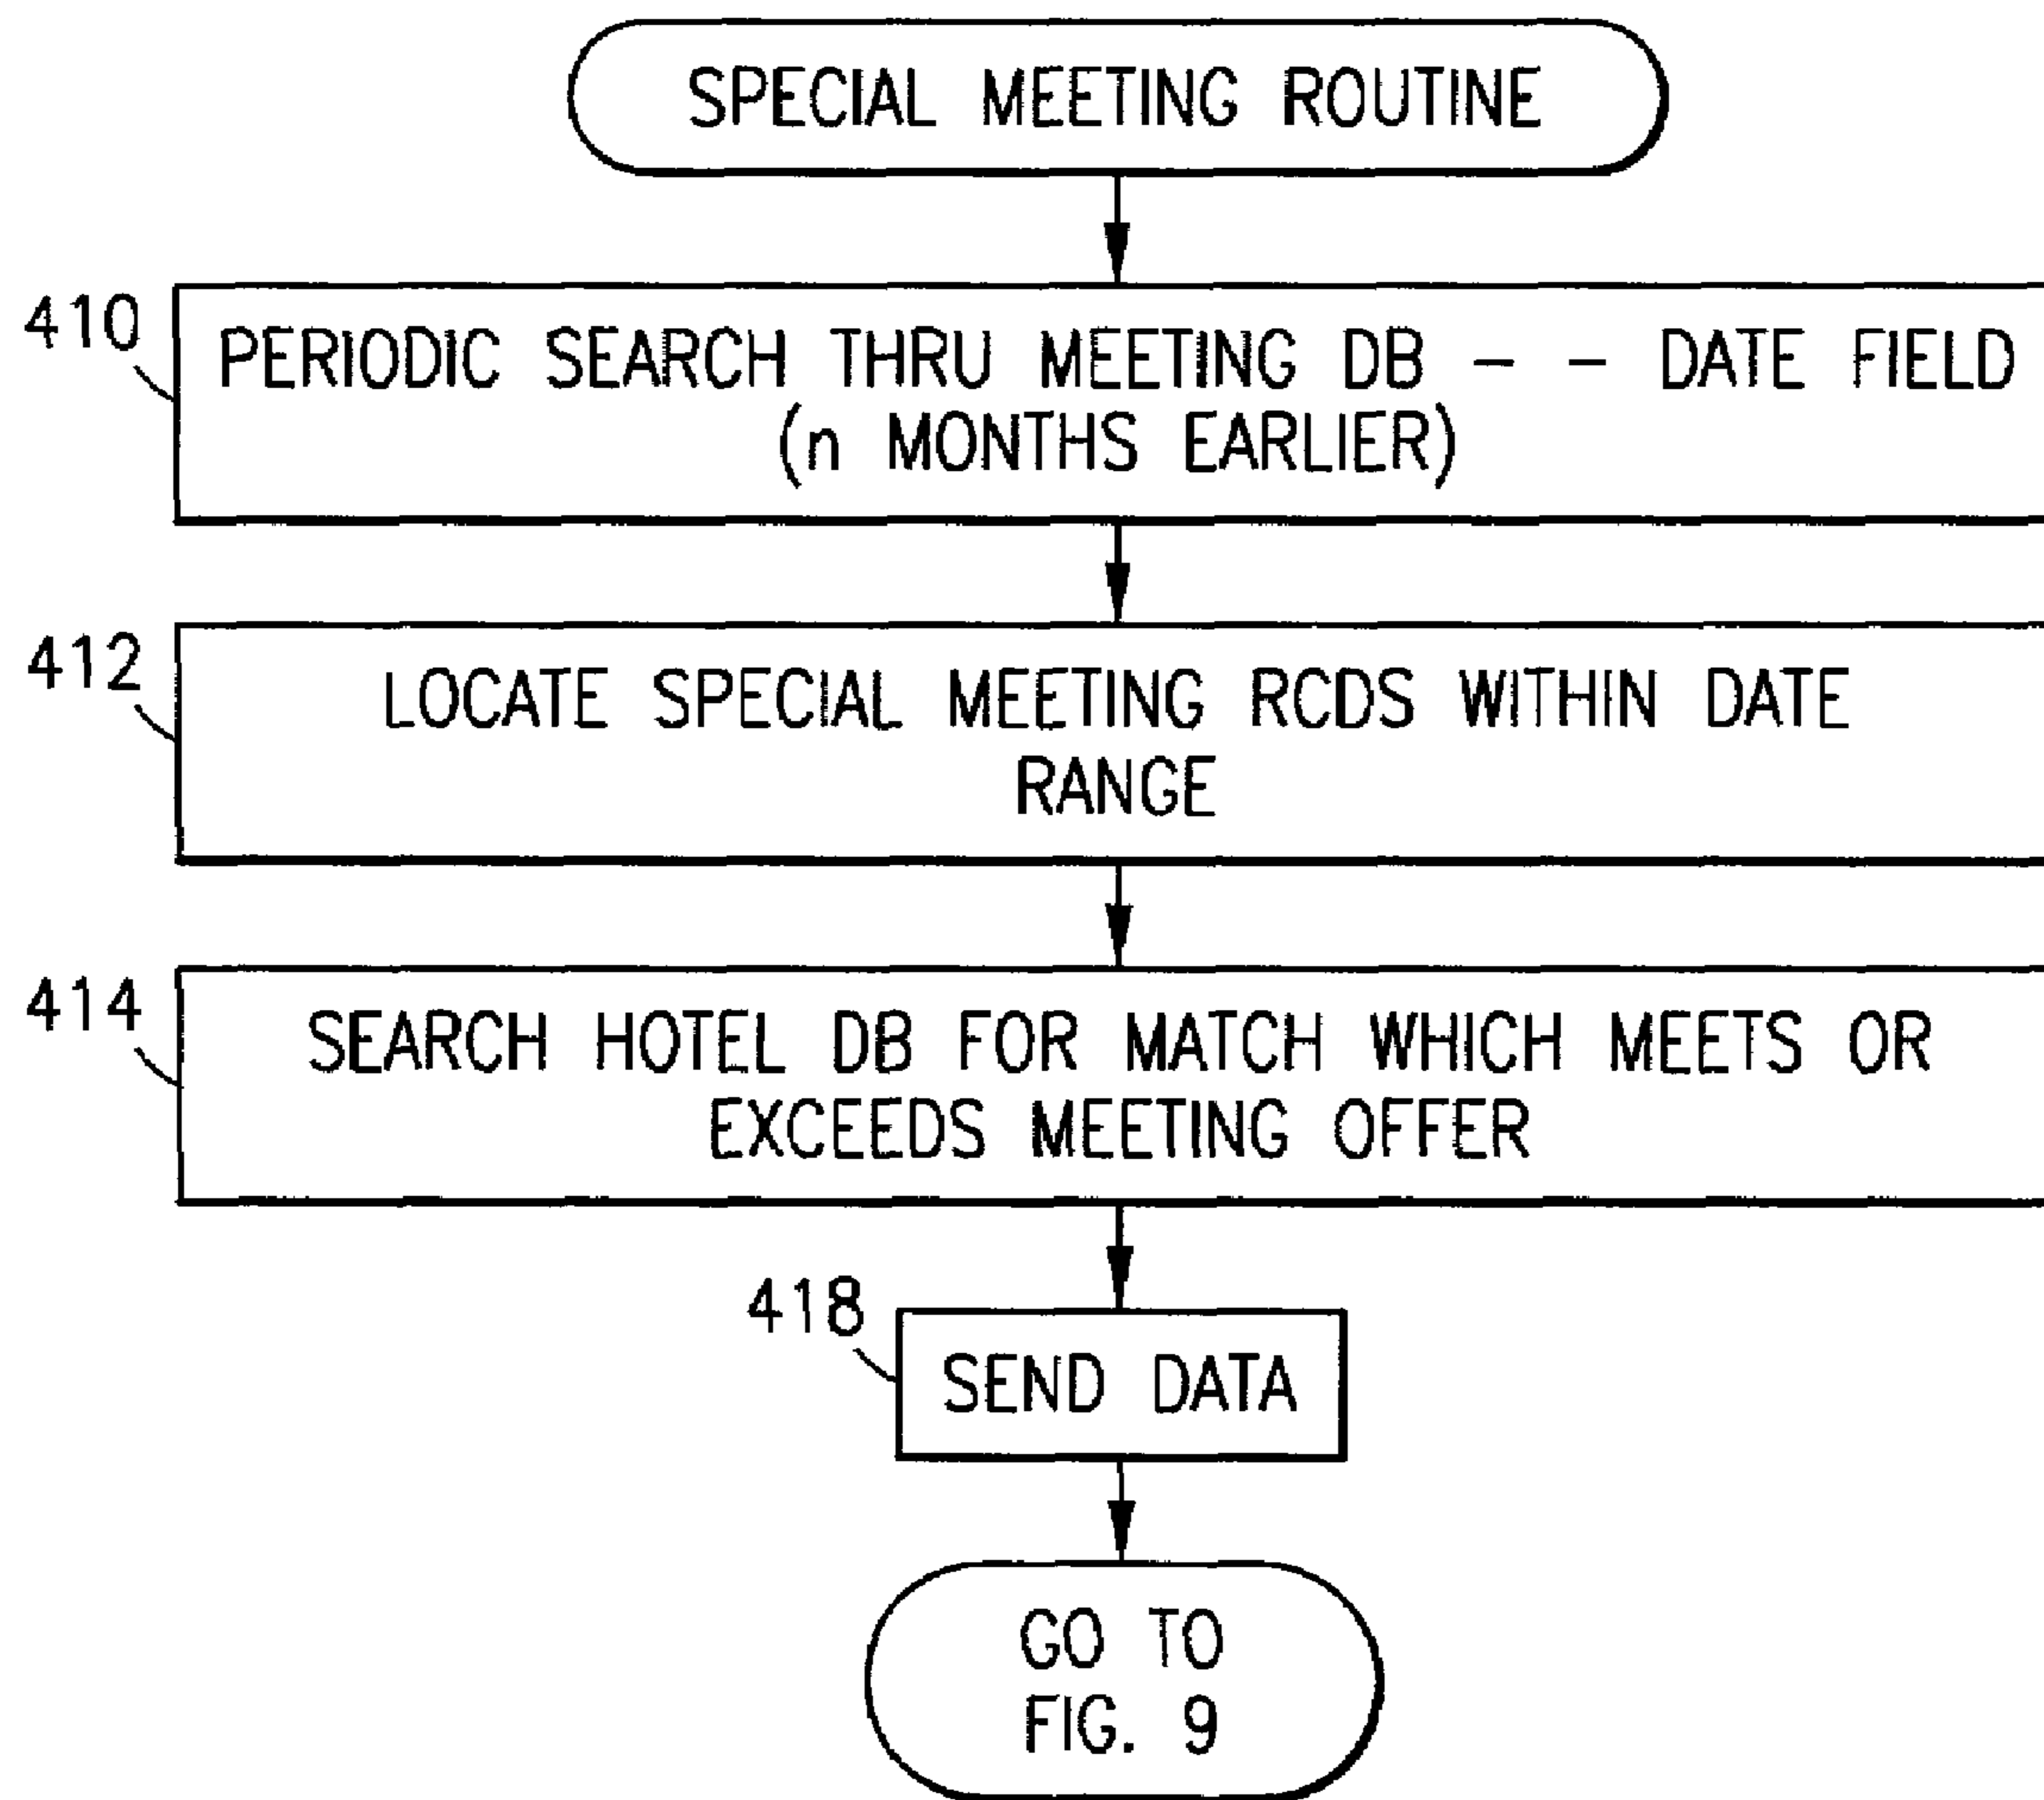 SPECIAL MEETING ROUTINE
410
PERIODIC SEARCH THRU MEETING DB - - DATE FIELD
(n MONTHS EARLIER)
412
LOCATE SPECIAL MEETING RCDS WITHIN DATE
RANGE
414
SEARCH HOTEL DB FOR MATCH WHICH MEETS OR
EXCEEDS MEETING OFFER
418
SEND DATA
GO TO
FIG. 9